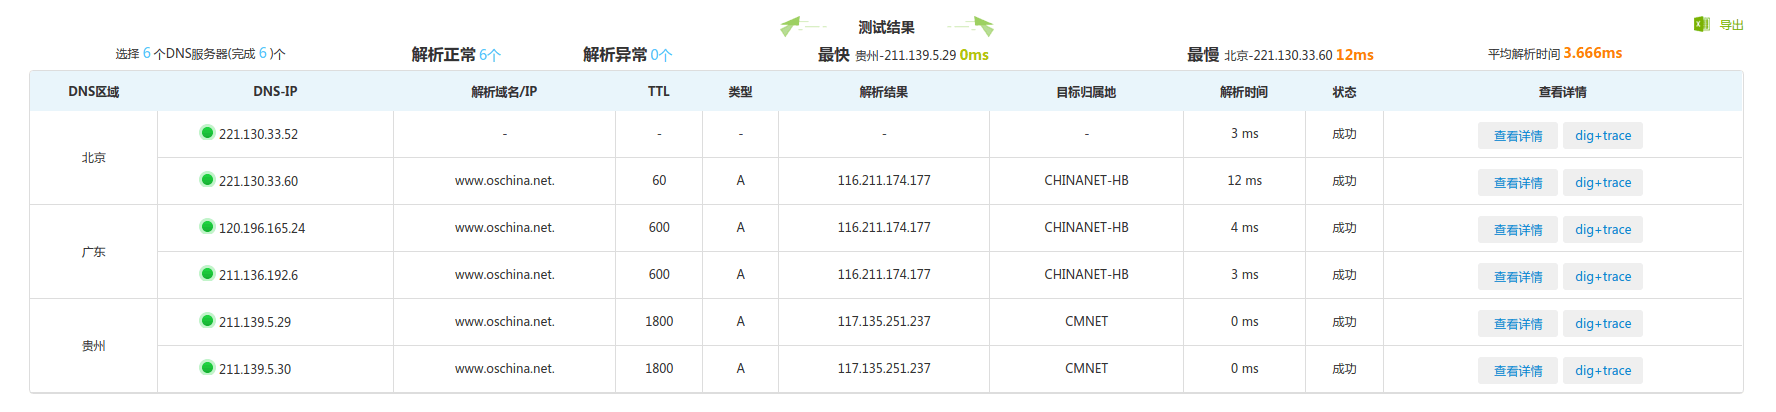 测试结果
导出
选择 6 个DNS服务器(完成 6 )个 解析正常 6个 解析异常 0个 最快 贵州-211.139.5.29 0ms 最慢 北京-221.130.33.60 12ms 平均解析时间 3.666ms
DNS区域 DNS-IP 解析域名/IP TTL 类型 解析结果 目标归属地 解析时间 状态 查看详情
北京
221.130.33.52 - - - - - 3 ms 成功 查看详情 dig+trace
221.130.33.60 www.oschina.net. 60 A 116.211.174.177 CHINANET-HB 12 ms 成功 查看详情 dig+trace
广东
120.196.165.24 www.oschina.net. 600 A 116.211.174.177 CHINANET-HB 4 ms 成功 查看详情 dig+trace
211.136.192.6 www.oschina.net. 600 A 116.211.174.177 CHINANET-HB 3 ms 成功 查看详情 dig+trace
贵州
211.139.5.29 www.oschina.net. 1800 A 117.135.251.237 CMNET 0 ms 成功 查看详情 dig+trace
211.139.5.30 www.oschina.net. 1800 A 117.135.251.237 CMNET 0 ms 成功 查看详情 dig+trace